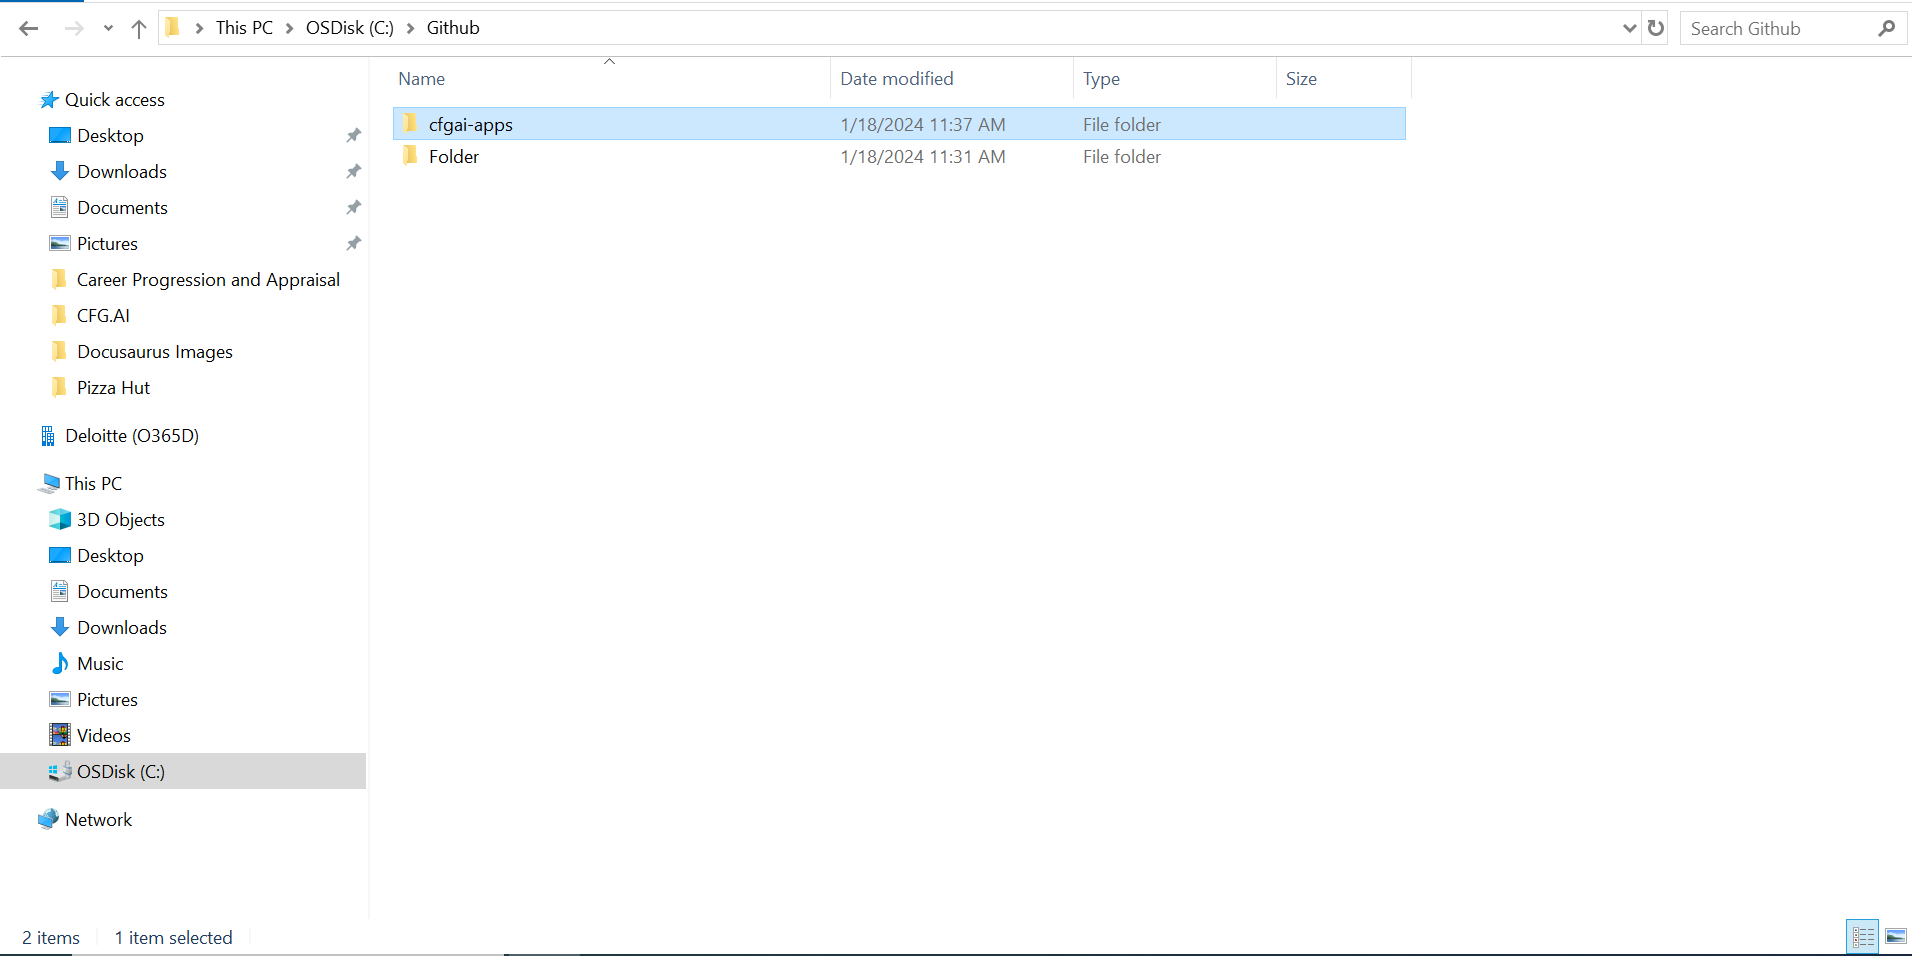 This PC > OSDisk (C:) > Github
Search Github
Name Date modified Type Size
cfgai-apps 1/18/2024 11:37 AM File folder
Folder 1/18/2024 11:31 AM File folder
Quick access
Desktop
Downloads
Documents
Pictures
Career Progression and Appraisal
CFG.AI
Docusaurus Images
Pizza Hut
Deloitte (O365D)
This PC
3D Objects
Desktop
Documents
Downloads
Music
Pictures
Videos
OSDisk (C:)
Network
2 items 1 item selected